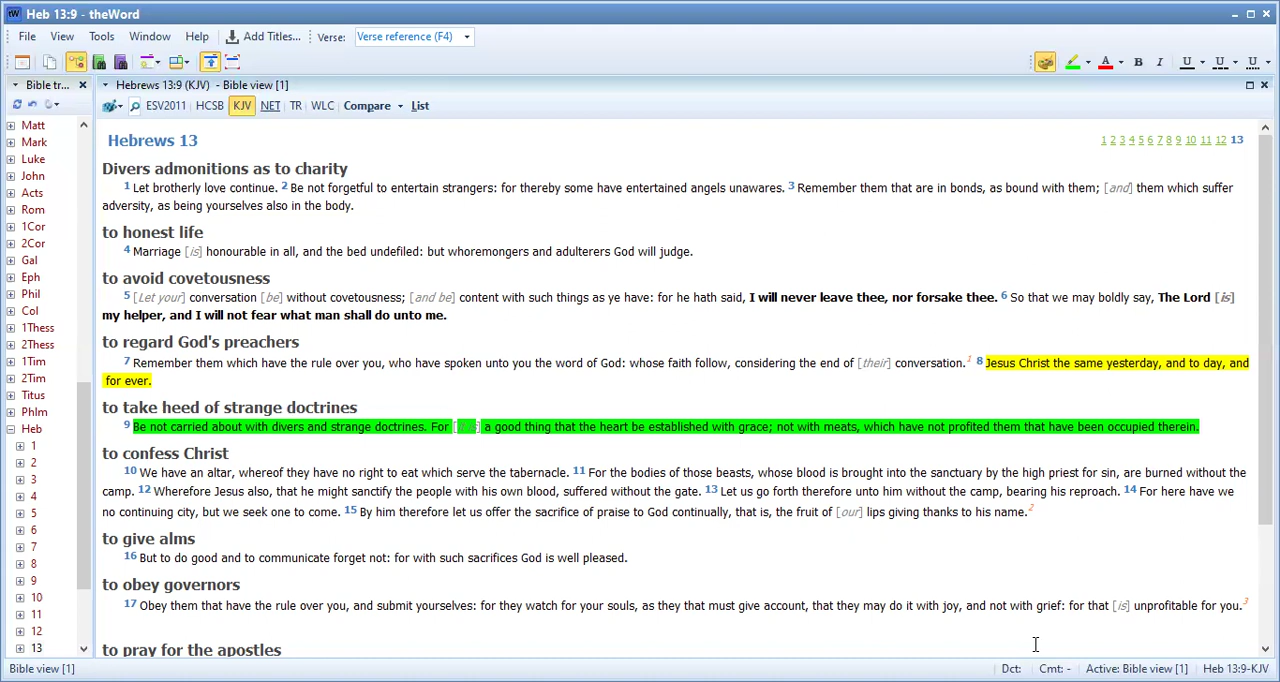 Heb 13:9 - theWord
File View Tools Window Help Add Titles... Verse: Verse reference (F4)
A B I U U U
Bible tr...
Hebrews 13:9 (KJV) - Bible view [1]
ESV2011 HCSB KJV NET TR WLC Compare List
Matt
Mark
Luke
John
Acts
Rom
1Cor
2Cor
Gal
Eph
Phil
Col
1Thess
2Thess
1Tim
2Tim
Titus
Phlm
Heb
1
2
3
4
5
6
7
8
9
10
11
12
13
Hebrews 13
1 2 3 4 5 6 7 8 9 10 11 12 13
Divers admonitions as to charity
1 Let brotherly love continue. 2 Be not forgetful to entertain strangers: for thereby some have entertained angels unawares. 3 Remember them that are in bonds, as bound with them; [and] them which suffer
adversity, as being yourselves also in the body.
to honest life
4 Marriage [is] honourable in all, and the bed undefiled: but whoremongers and adulterers God will judge.
to avoid covetousness
5 [Let your] conversation [be] without covetousness; [and be] content with such things as ye have: for he hath said, I will never leave thee, nor forsake thee. 6 So that we may boldly say, The Lord [is]
my helper, and I will not fear what man shall do unto me.
to regard God's preachers
7 Remember them which have the rule over you, who have spoken unto you the word of God: whose faith follow, considering the end of [their] conversation.1 8 Jesus Christ the same yesterday, and to day, and
for ever.
to take heed of strange doctrines
9 Be not carried about with divers and strange doctrines. For [it is] a good thing that the heart be established with grace; not with meats, which have not profited them that have been occupied therein.
to confess Christ
10 We have an altar, whereof they have no right to eat which serve the tabernacle. 11 For the bodies of those beasts, whose blood is brought into the sanctuary by the high priest for sin, are burned without the
camp. 12 Wherefore Jesus also, that he might sanctify the people with his own blood, suffered without the gate. 13 Let us go forth therefore unto him without the camp, bearing his reproach. 14 For here have we
no continuing city, but we seek one to come. 15 By him therefore let us offer the sacrifice of praise to God continually, that is, the fruit of [our] lips giving thanks to his name.2
to give alms
16 But to do good and to communicate forget not: for with such sacrifices God is well pleased.
to obey governors
17 Obey them that have the rule over you, and submit yourselves: for they watch for your souls, as they that must give account, that they may do it with joy, and not with grief: for that [is] unprofitable for you.3
to pray for the apostles
Bible view [1] Dct: Cmt: - Active: Bible view [1] Heb 13:9-KJV